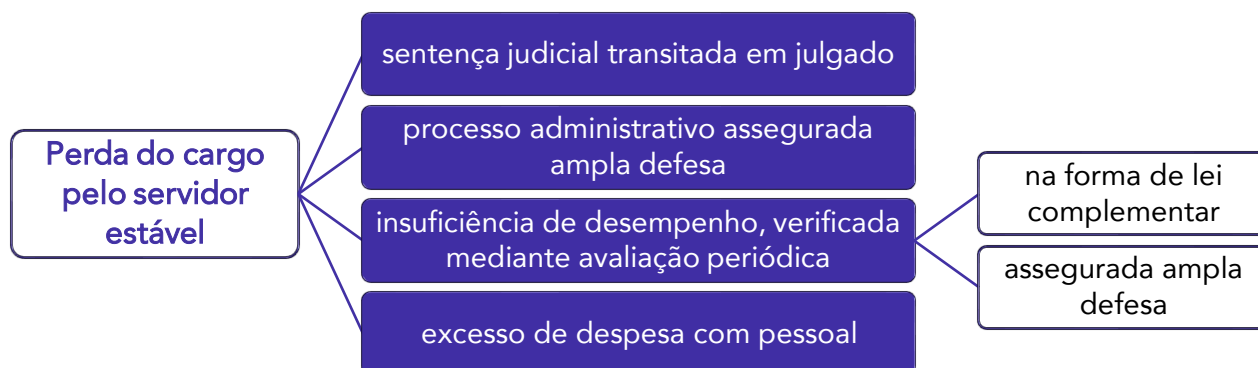 Perda do cargo
pelo servidor
estável
sentença judicial transitada em julgado
processo administrativo assegurada
ampla defesa
insuficiência de desempenho, verificada
mediante avaliação periódica
na forma de lei
complementar
assegurada ampla
defesa
excesso de despesa com pessoal